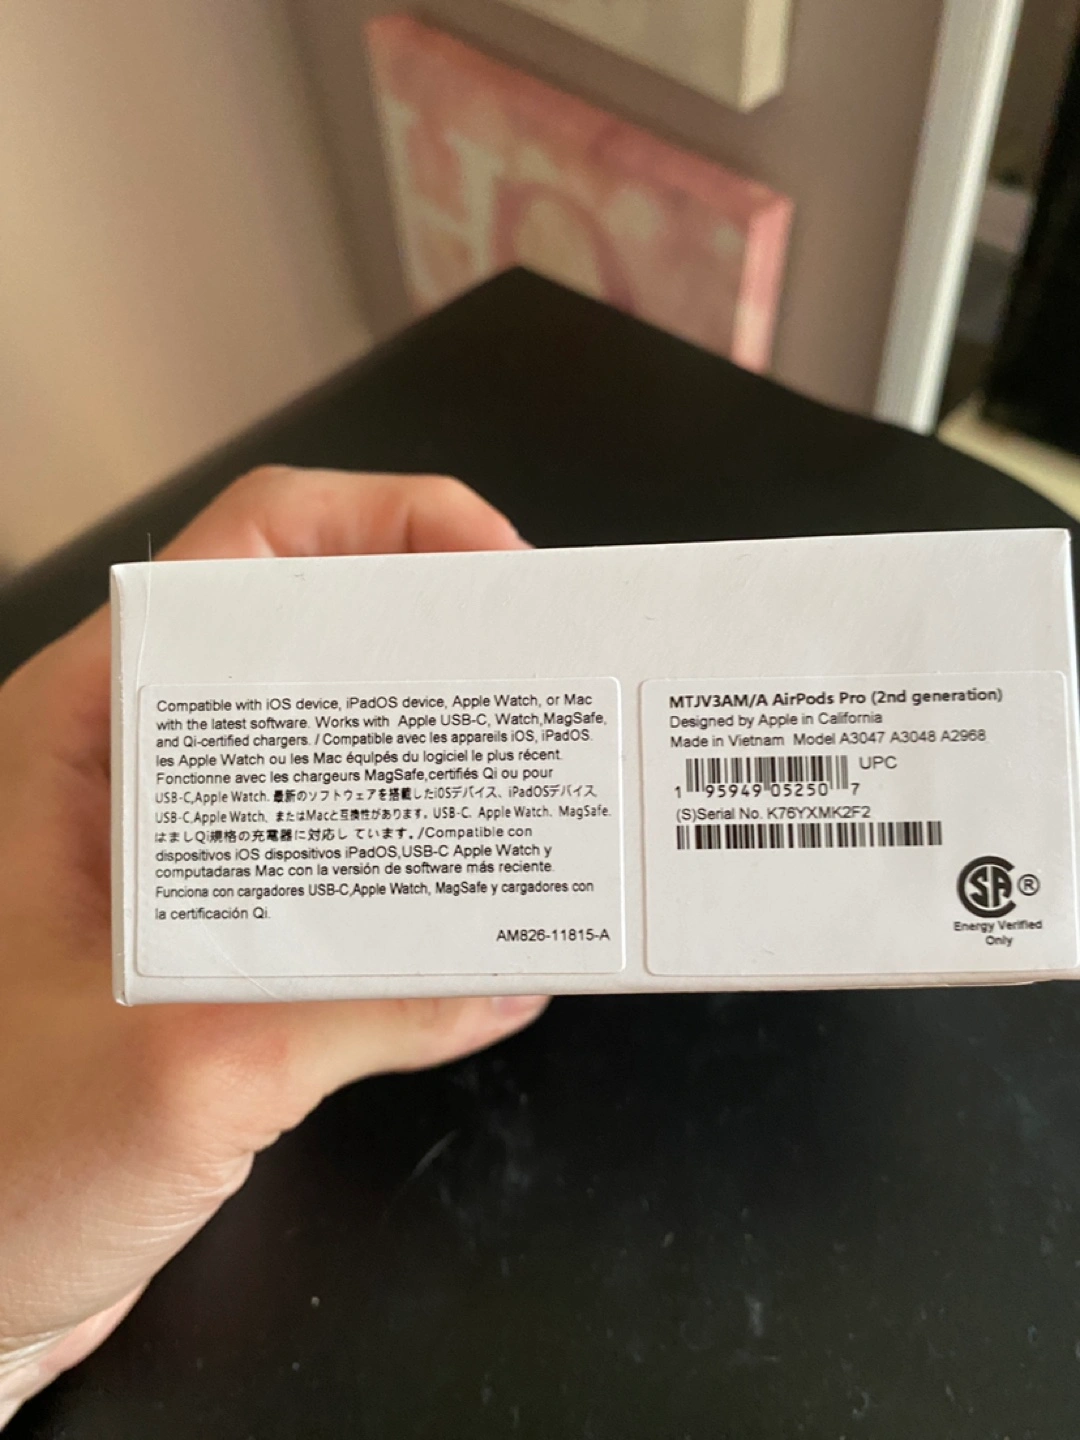 Compatible with iOS device, iPadOS device, Apple Watch, or Mac
with the latest software. Works with Apple USB-C, Watch,MagSafe,
and Qi-certified chargers. / Compatible avec les appareils iOS, iPadOS.
les Apple Watch ou les Mac équipés du logiciel le plus récent.
Fonctionne avec les chargeurs MagSafe,certifiés Qi ou pour
USB-C,Apple Watch. 最新のソフトウェアを搭載したiOSデバイス、iPadOSデバイス
USB-C,Apple Watch、またはMacと互換性があります。USB-C. Apple Watch、MagSafe.
はましQi規格の充電器に対応し ています。/Compatible con
dispositivos iOS dispositivos iPadOS,USB-C Apple Watch y
computadaras Mac con la versión de software más reciente.
Funciona con cargadores USB-C,Apple Watch, MagSafe y cargadores con
la certificación Qi.
AM826-11815-A
MTJV3AM/A AirPods Pro (2nd generation)
Designed by Apple in California
Made in Vietnam Model A3047 A3048 A2968
UPC
1 95949 05250 7
(S)Serial No. K76YXMK2F2
SA ®
Energy Verified
Only